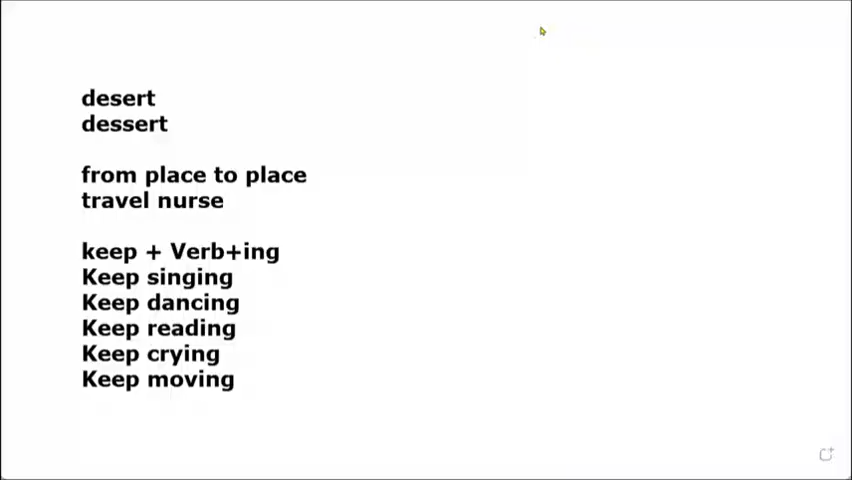 desert
dessert
from place to place
travel nurse
keep + Verb+ing
Keep singing
Keep dancing
Keep reading
Keep crying
Keep moving